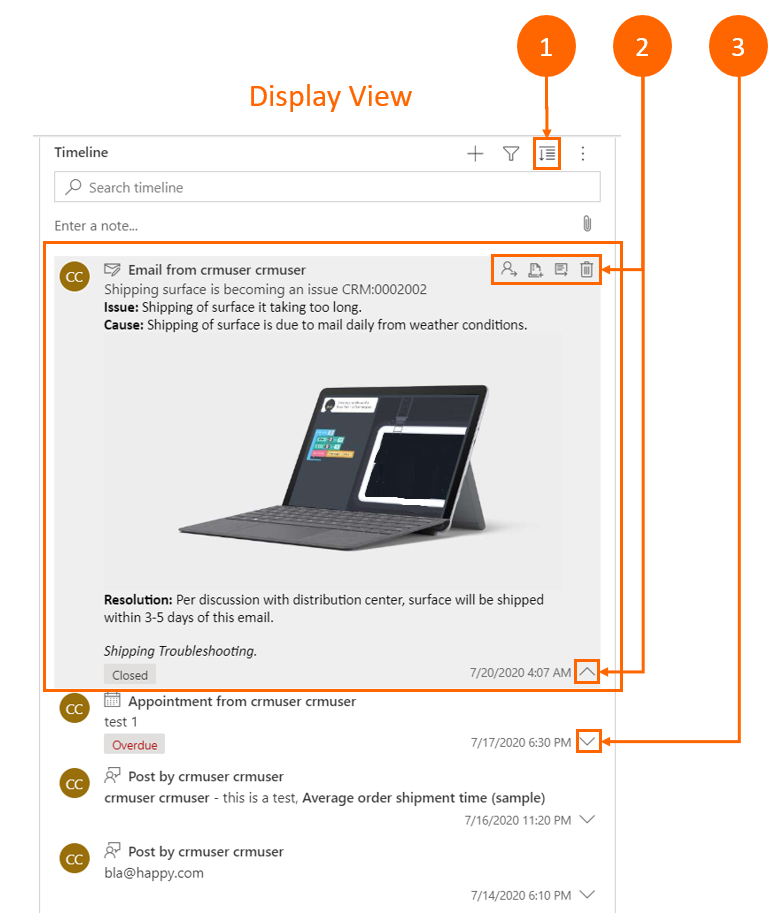 1 2 3
Display View
Timeline
Search timeline
Enter a note...
CC Email from crmuser crmuser
Shipping surface is becoming an issue CRM:0002002
Issue: Shipping of surface it taking too long.
Cause: Shipping of surface is due to mail daily from weather conditions.
Resolution: Per discussion with distribution center, surface will be shipped
within 3-5 days of this email.
Shipping Troubleshooting.
Closed 7/20/2020 4:07 AM
CC Appointment from crmuser crmuser
test 1
Overdue 7/17/2020 6:30 PM
CC Post by crmuser crmuser
crmuser crmuser - this is a test, Average order shipment time (sample)
7/16/2020 11:20 PM
CC Post by crmuser crmuser
bla@happy.com
7/14/2020 6:10 PM